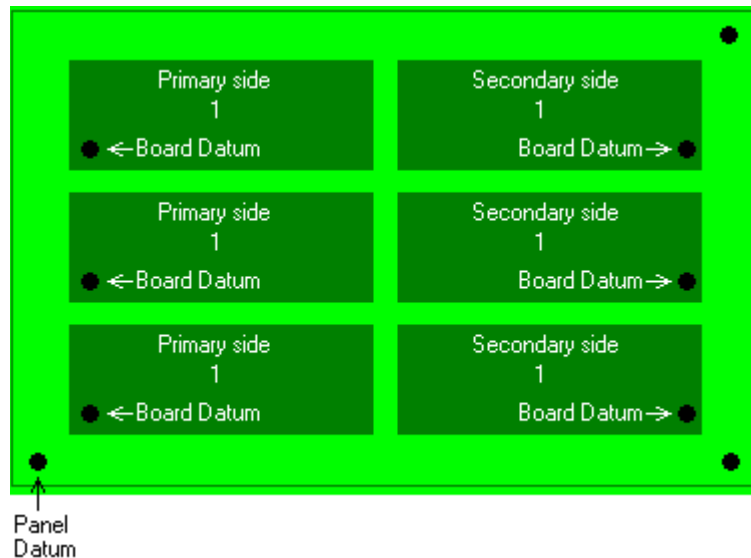 Primary side
1
←Board Datum
Secondary side
1
Board Datum→
Primary side
1
←Board Datum
Secondary side
1
Board Datum→
Primary side
1
←Board Datum
Secondary side
1
Board Datum→
Panel
Datum